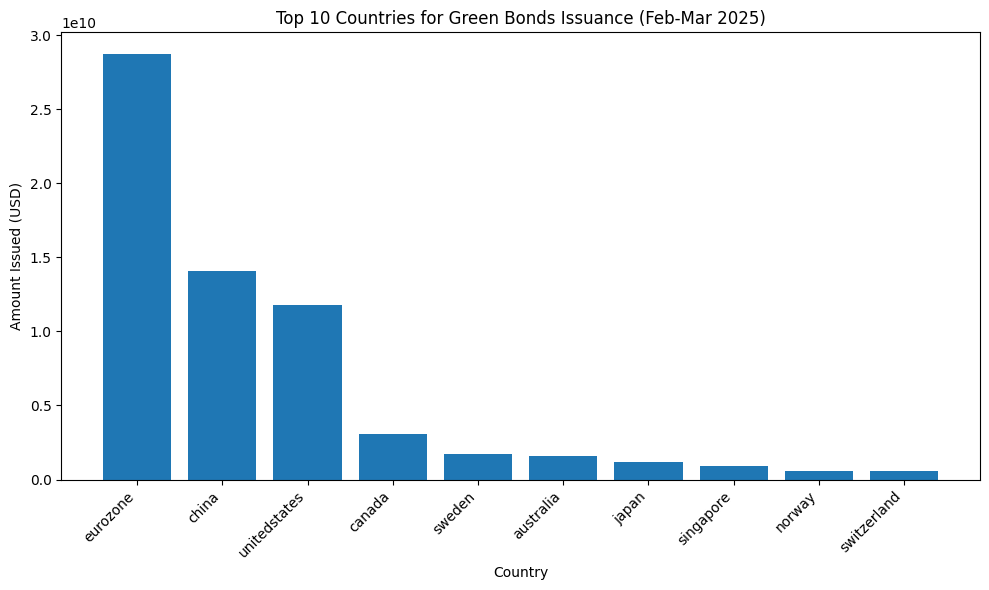 Top 10 Countries for Green Bonds Issuance (Feb-Mar 2025)
1e10
3.0
2.5
2.0
1.5
1.0
0.5
0.0
Amount Issued (USD)
eurozone
china
unitedstates
canada
sweden
australia
japan
singapore
norway
switzerland
Country